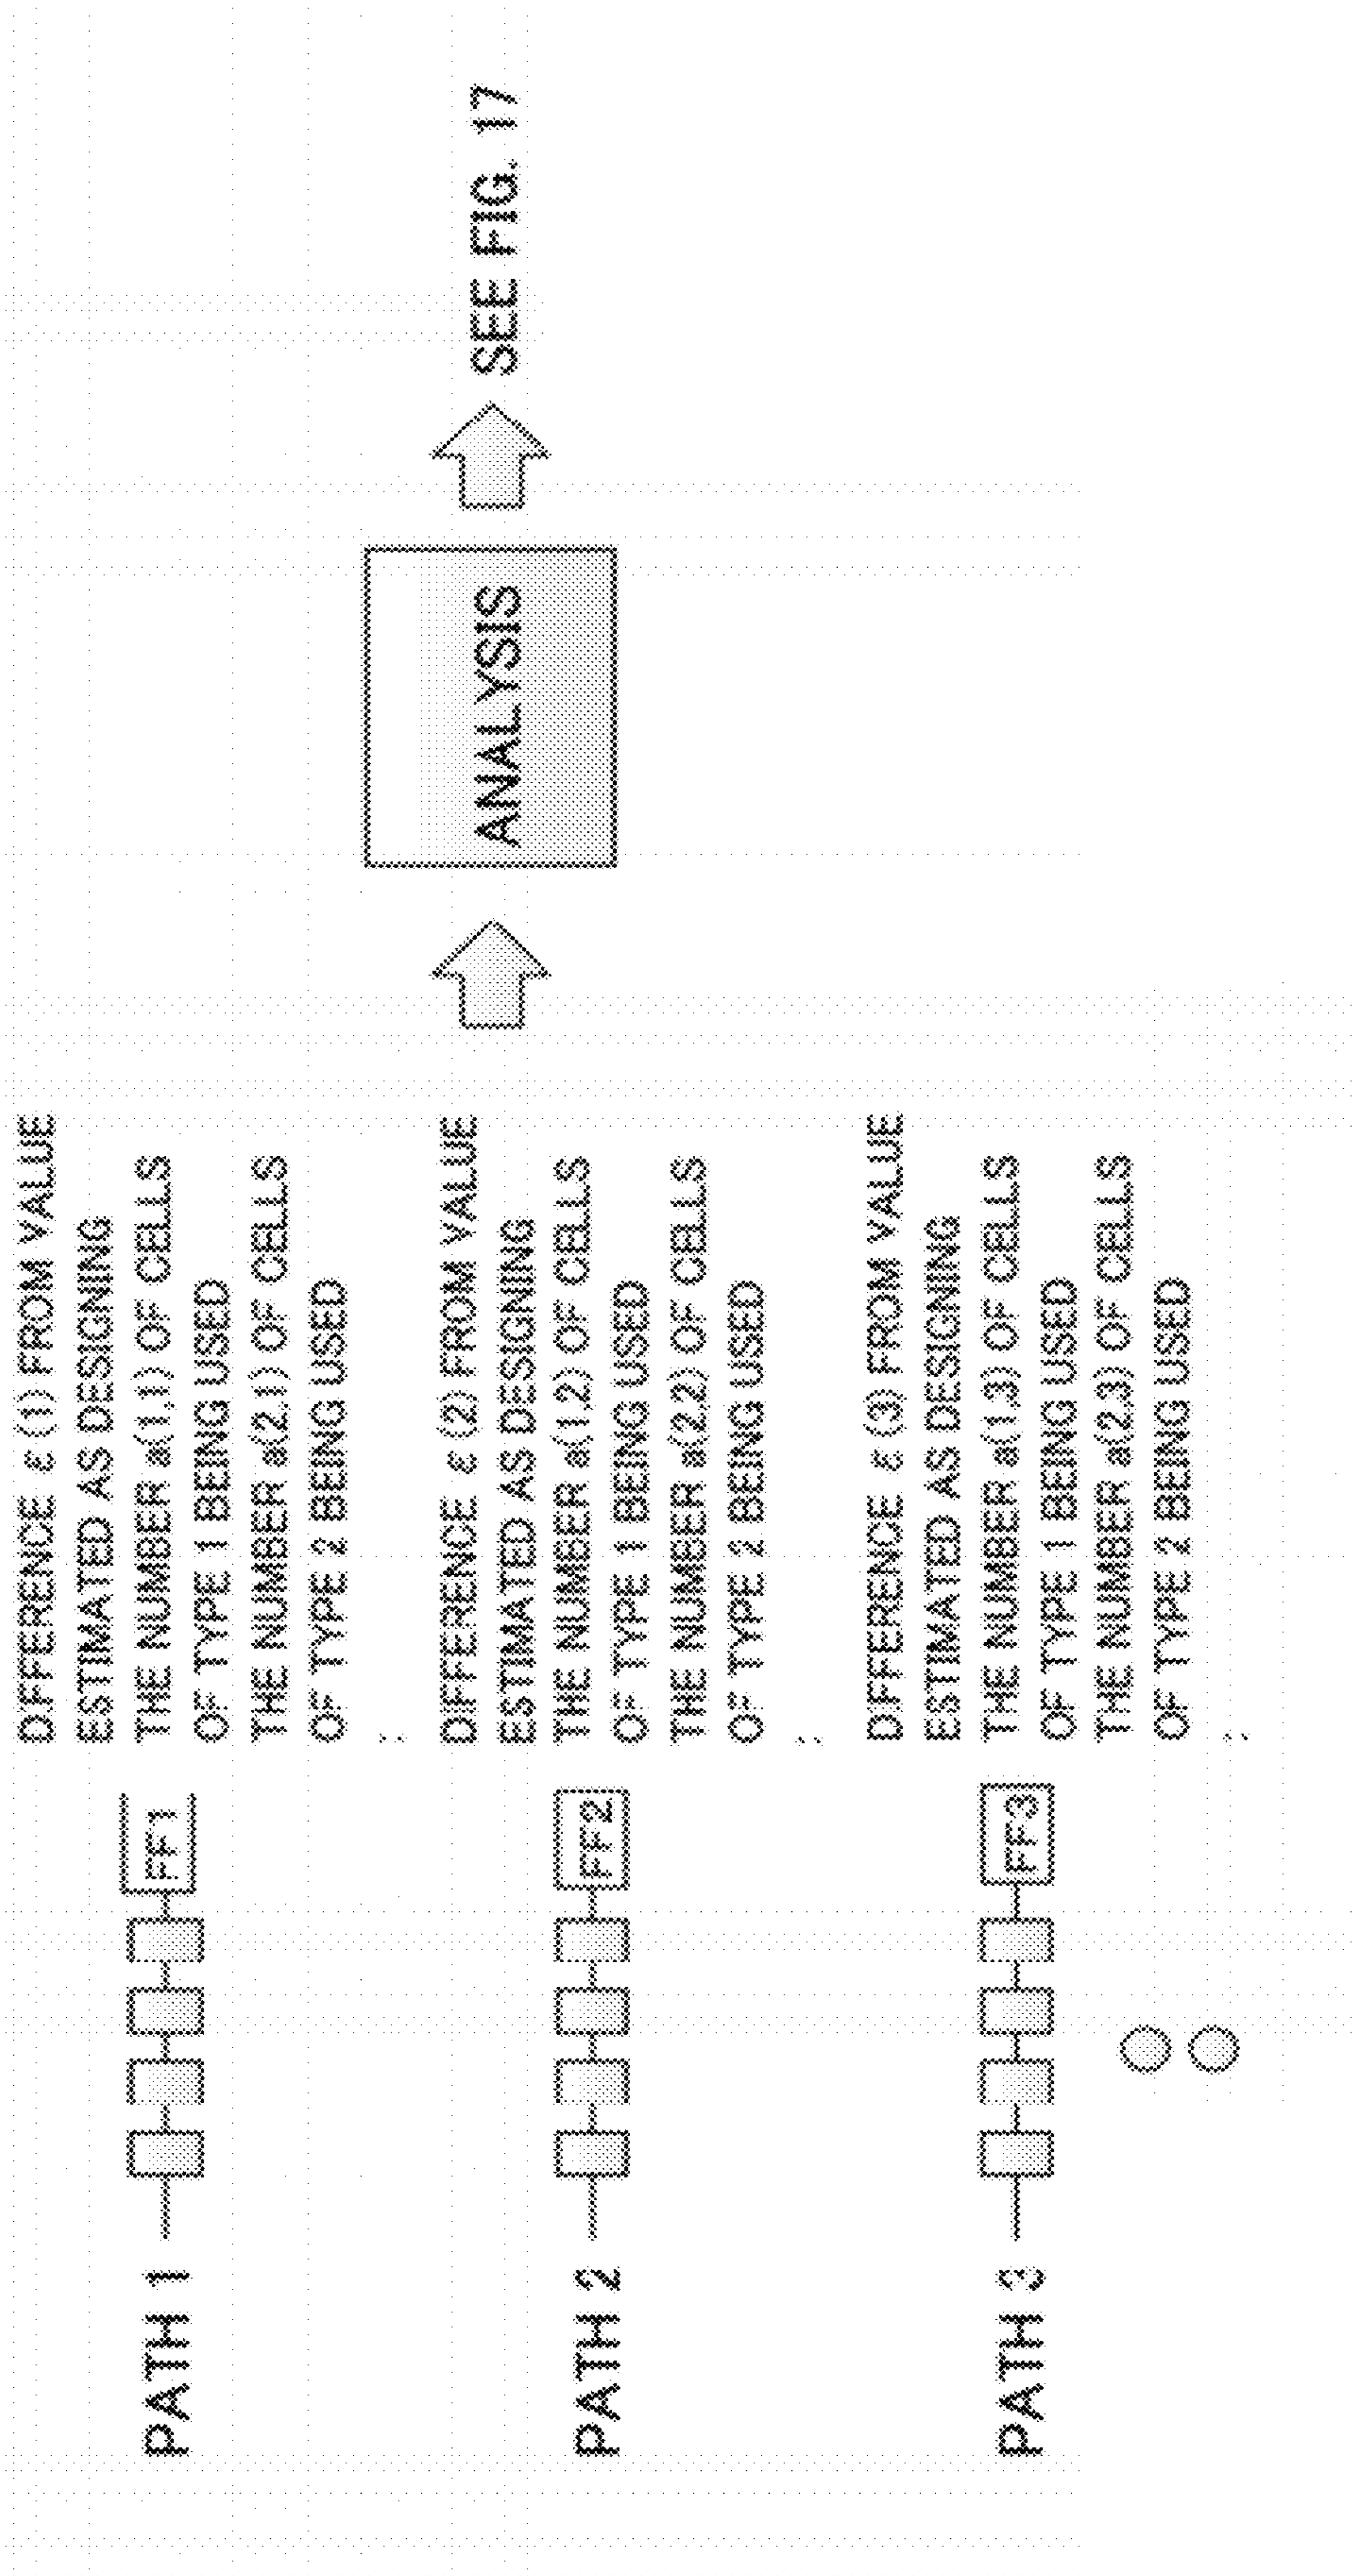 PATH 1
FF1
DIFFERENCE ε (1) FROM VALUE
ESTIMATED AS DESIGNING
THE NUMBER a(1,1) OF CELLS
OF TYPE 1 BEING USED
THE NUMBER a(2,1) OF CELLS
OF TYPE 2 BEING USED
..
PATH 2
FF2
DIFFERENCE ε (2) FROM VALUE
ESTIMATED AS DESIGNING
THE NUMBER a(1,2) OF CELLS
OF TYPE 1 BEING USED
THE NUMBER a(2,2) OF CELLS
OF TYPE 2 BEING USED
..
PATH 3
FF3
DIFFERENCE ε (3) FROM VALUE
ESTIMATED AS DESIGNING
THE NUMBER a(1,3) OF CELLS
OF TYPE 1 BEING USED
THE NUMBER a(2,3) OF CELLS
OF TYPE 2 BEING USED
..
ANALYSIS
SEE FIG. 17